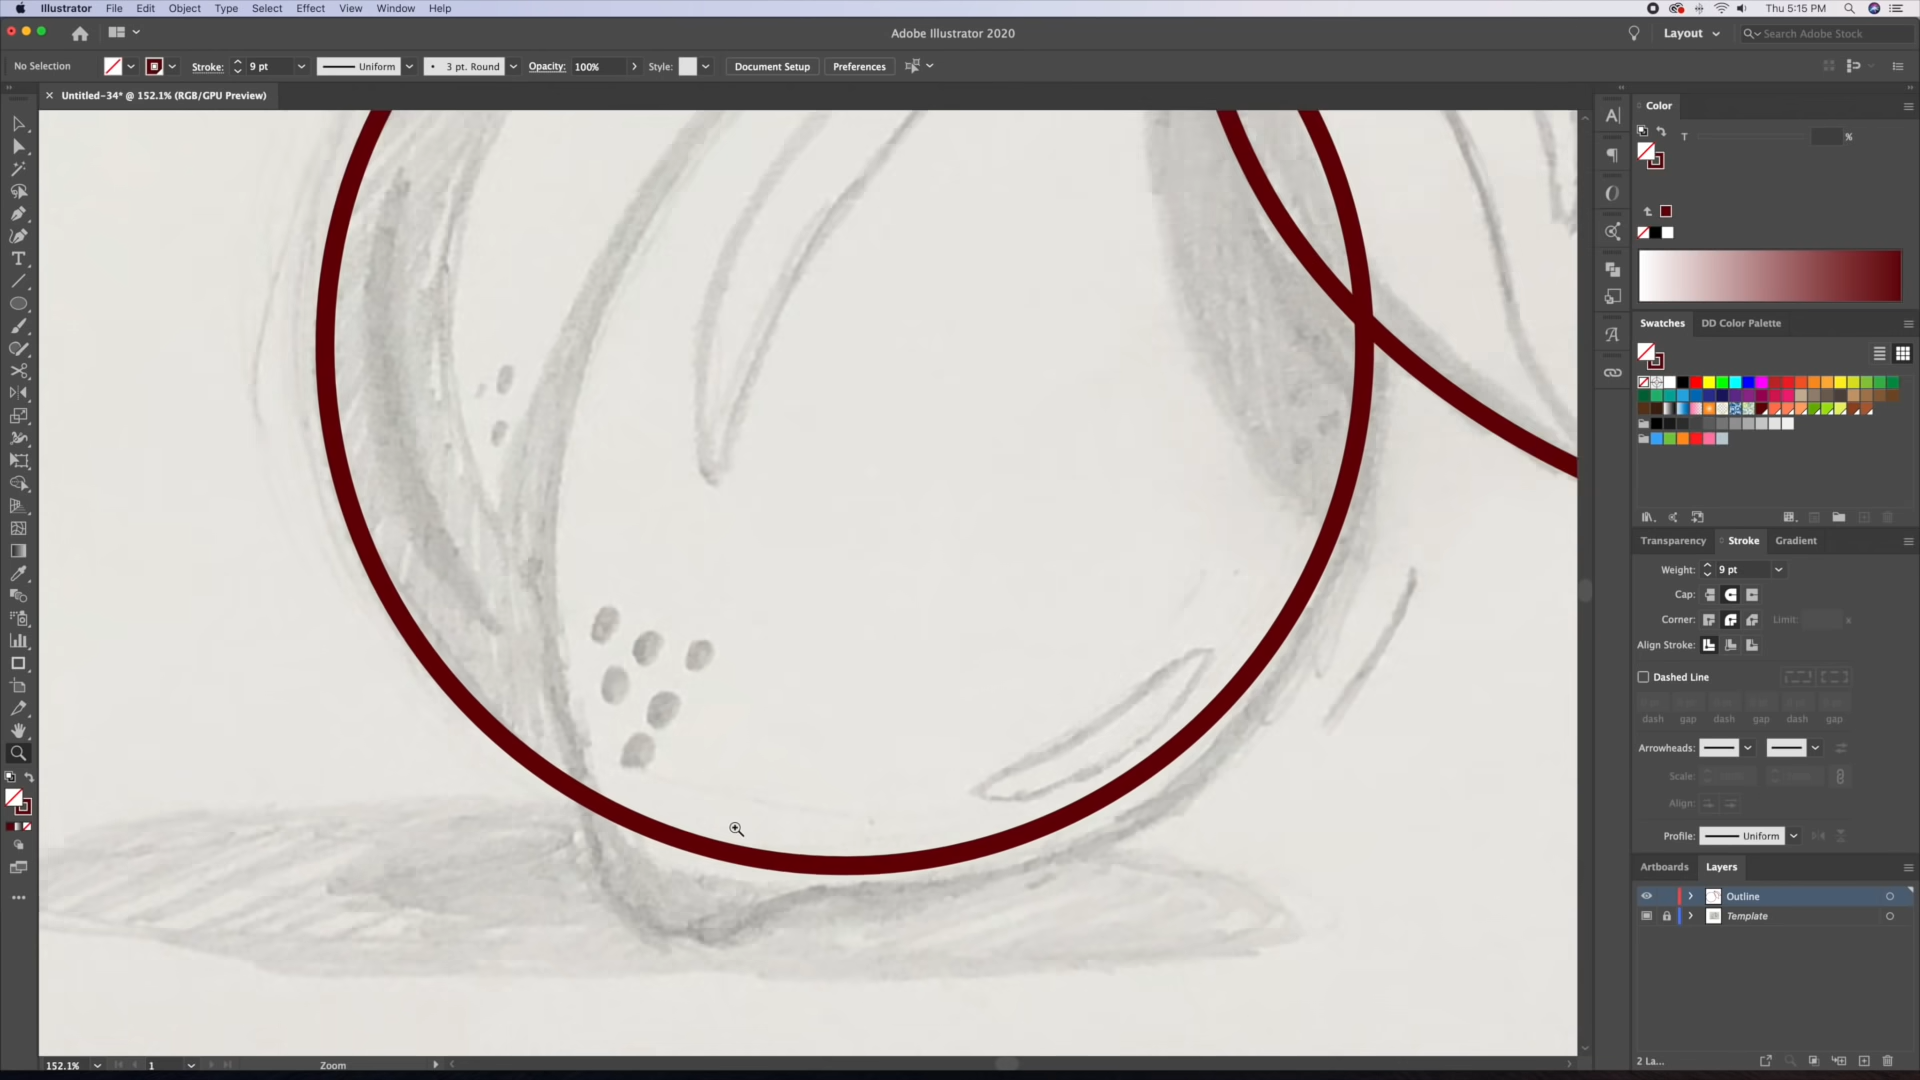 Illustrator File Edit Object Type Select Effect View Window Help
Thu 5:15 PM
Adobe Illustrator 2020
Layout
Search Adobe Stock
No Selection
Stroke: 9 pt
Uniform
3 pt. Round
Opacity: 100%
Style:
Document Setup
Preferences
Untitled-34* @ 152.1% (RGB/GPU Preview)
Color
T %
Swatches DD Color Palette
Transparency Stroke Gradient
Weight: 9 pt
Cap:
Corner: Limit: x
Align Stroke:
Dashed Line
dash gap dash gap dash gap
Arrowheads:
Scale:
Align:
Profile: Uniform
Artboards Layers
Outline
Template
2 La...
152.1% 1 Zoom